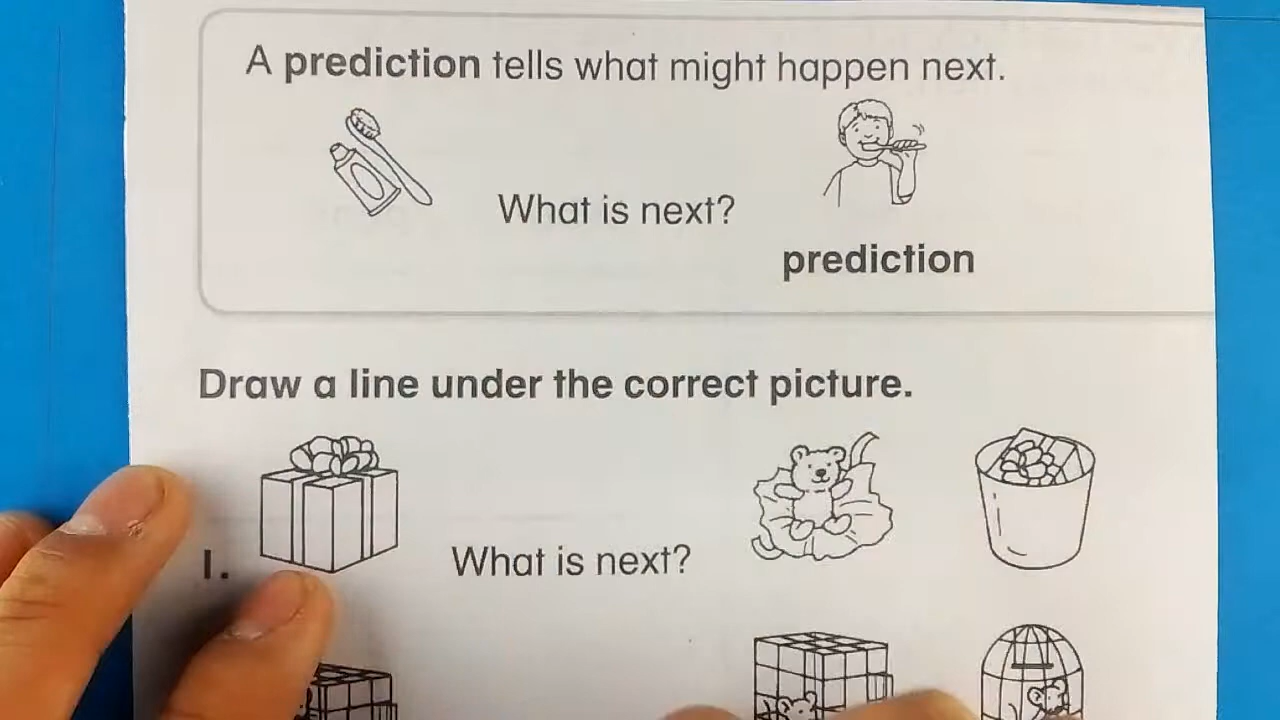 A prediction tells what might happen next.
What is next?
prediction
Draw a line under the correct picture.
1. What is next?